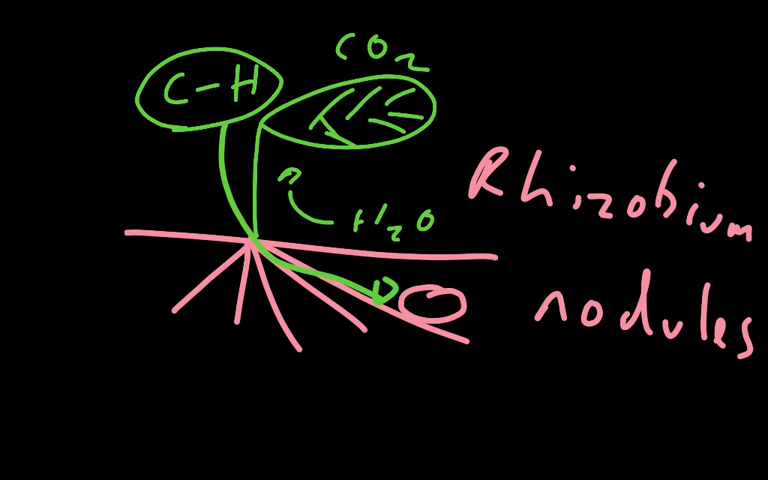 CO2
C-H
Rhizobium
H2O
nodules